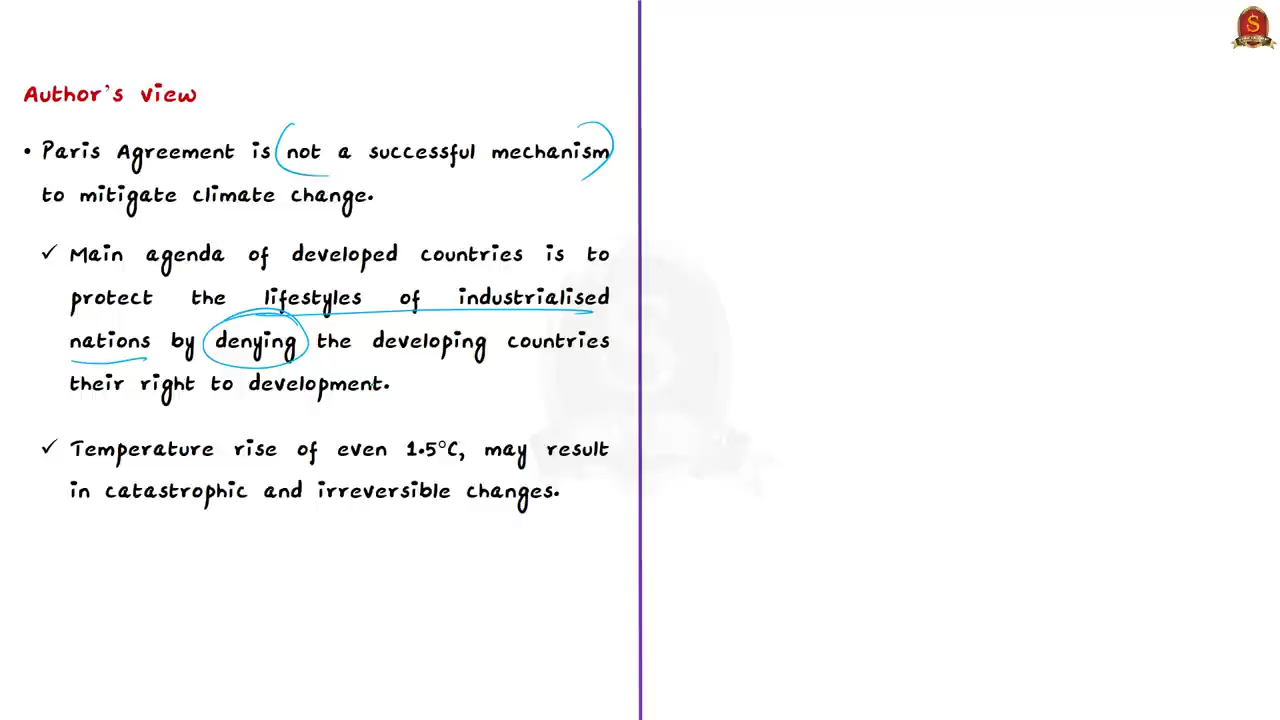 Author's view
• Paris Agreement is not a successful mechanism
to mitigate climate change.
✓ Main agenda of developed countries is to
protect the lifestyles of industrialised
nations by denying the developing countries
their right to development.
✓ Temperature rise of even 1.5°C, may result
in catastrophic and irreversible changes.
S